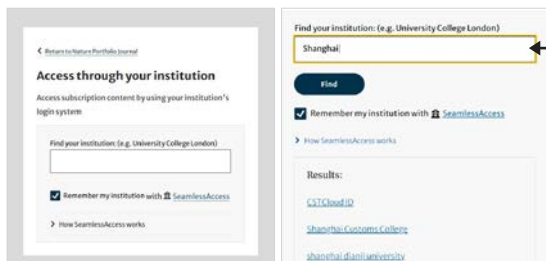 Return to Nature Portfolio Journal
Access through your institution
Access subscription content by using your institution's
login system
Find your institution: (e.g. University College London)
Remember my institution with SeamlessAccess
How SeamlessAccess works
Find your institution: (e.g. University College London)
Shanghai
Find
Remember my institution with SeamlessAccess
How SeamlessAccess works
Results:
CSTCloud ID
Shanghai Customs College
shanghai dianli university